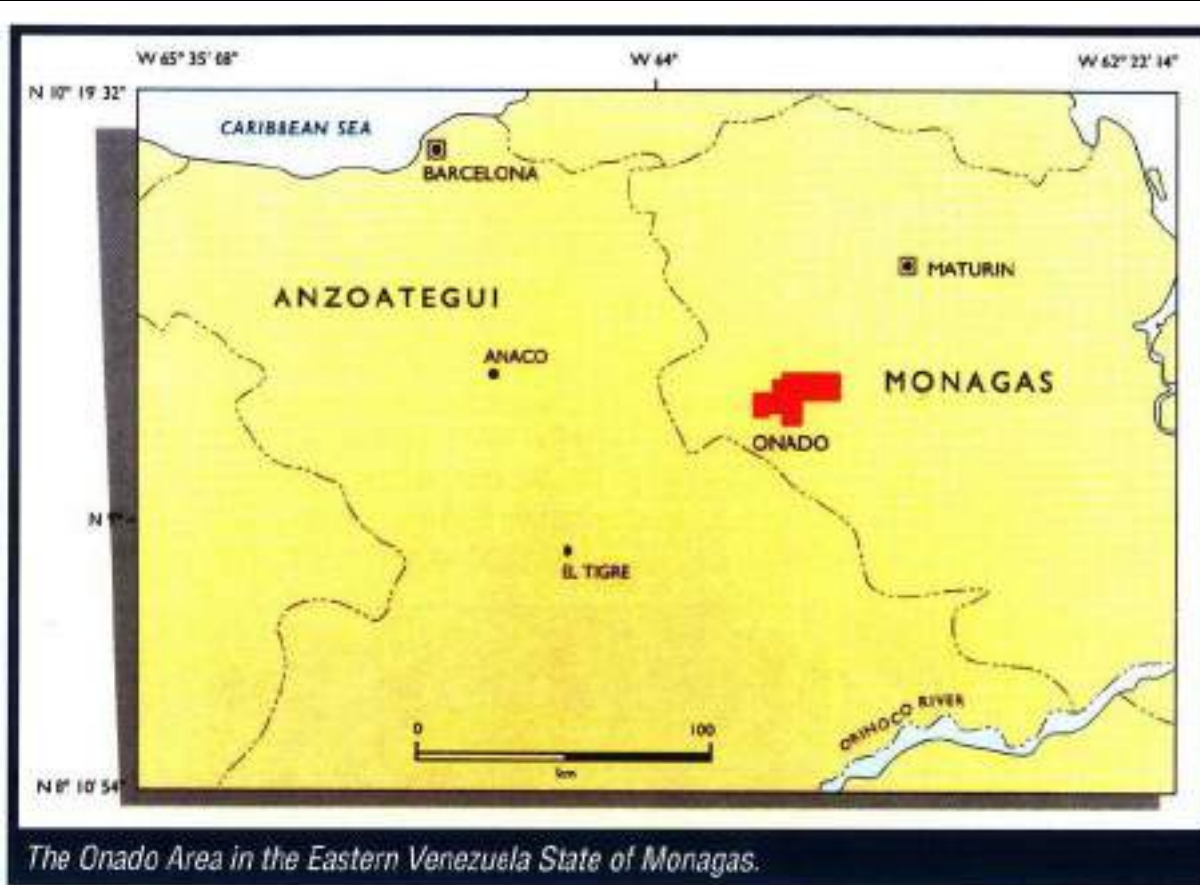 W 65° 35' 08" W 64° W 62° 22' 14"
N 10° 19' 32"
CARIBBEAN SEA
BARCELONA
MATURIN
ANZOATEGUI
ANACO
MONAGAS
ONADO
N 9°
EL TIGRE
ORINOCO RIVER
0 100
km
N 8° 10' 54"
The Onado Area in the Eastern Venezuela State of Monagas.